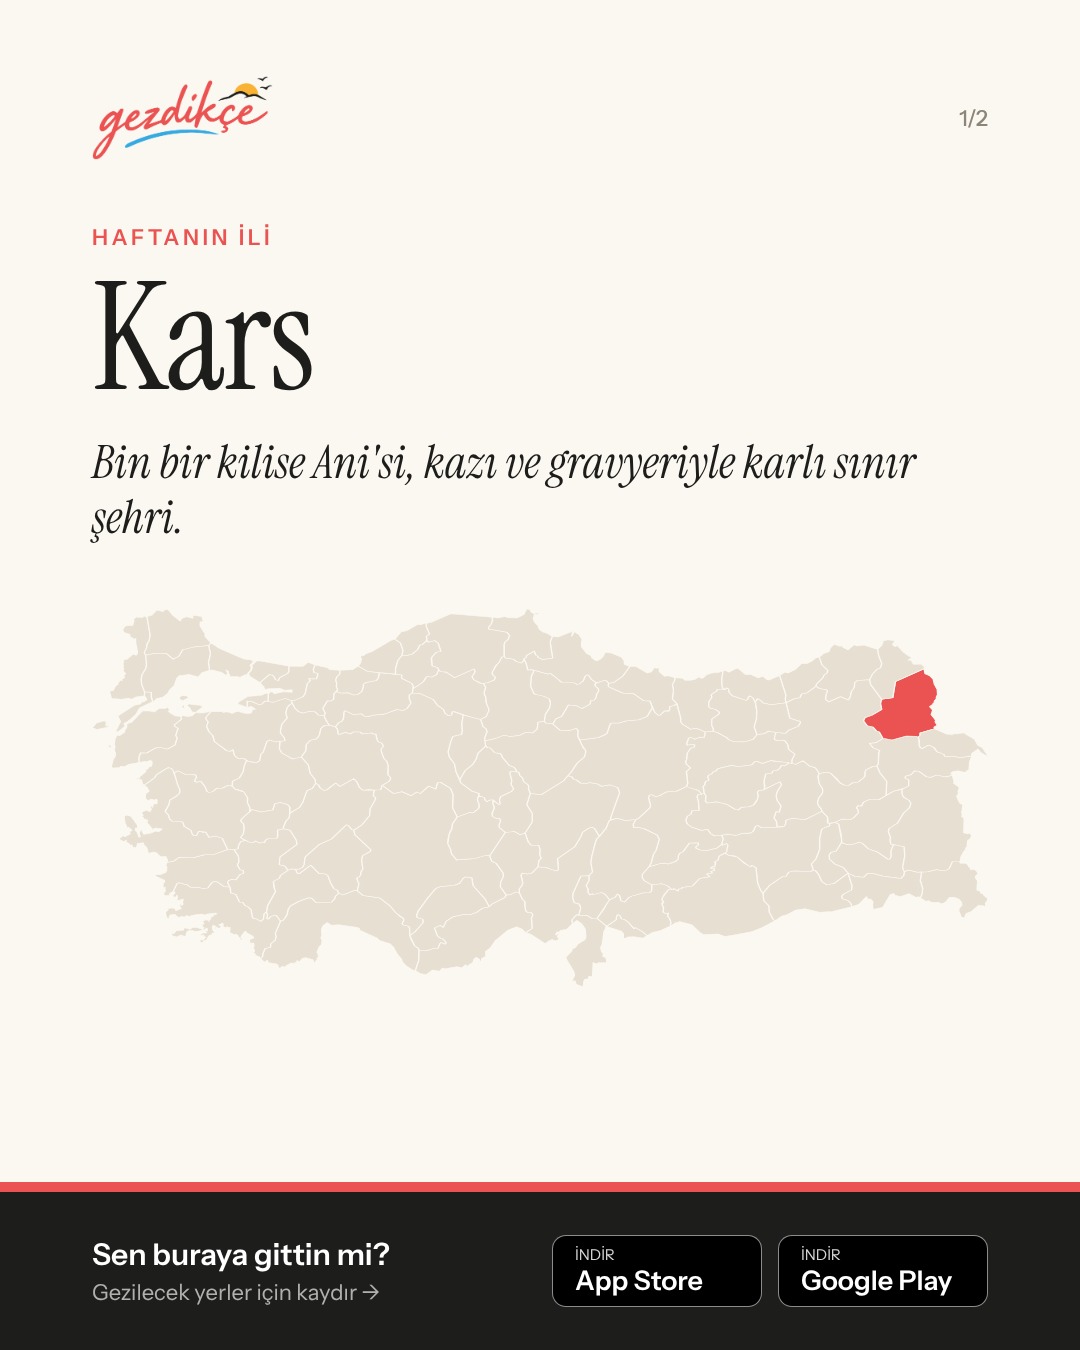 gezdikçe
1/2
HAFTANIN İLİ
Kars
Bin bir kilise Ani'si, kazı ve gravyeriyle karlı sınır
şehri.
Sen buraya gittin mi?
Gezilecek yerler için kaydır →
İNDİR
App Store
İNDİR
Google Play